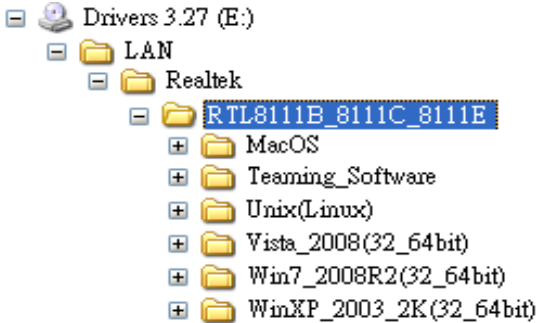 Drivers 3.27 (E:)
LAN
Realtek
RTL8111B_8111C_8111E
MacOS
Teaming_Software
Unix(Linux)
Vista_2008(32_64bit)
Win7_2008R2(32_64bit)
WinXP_2003_2K(32_64bit)